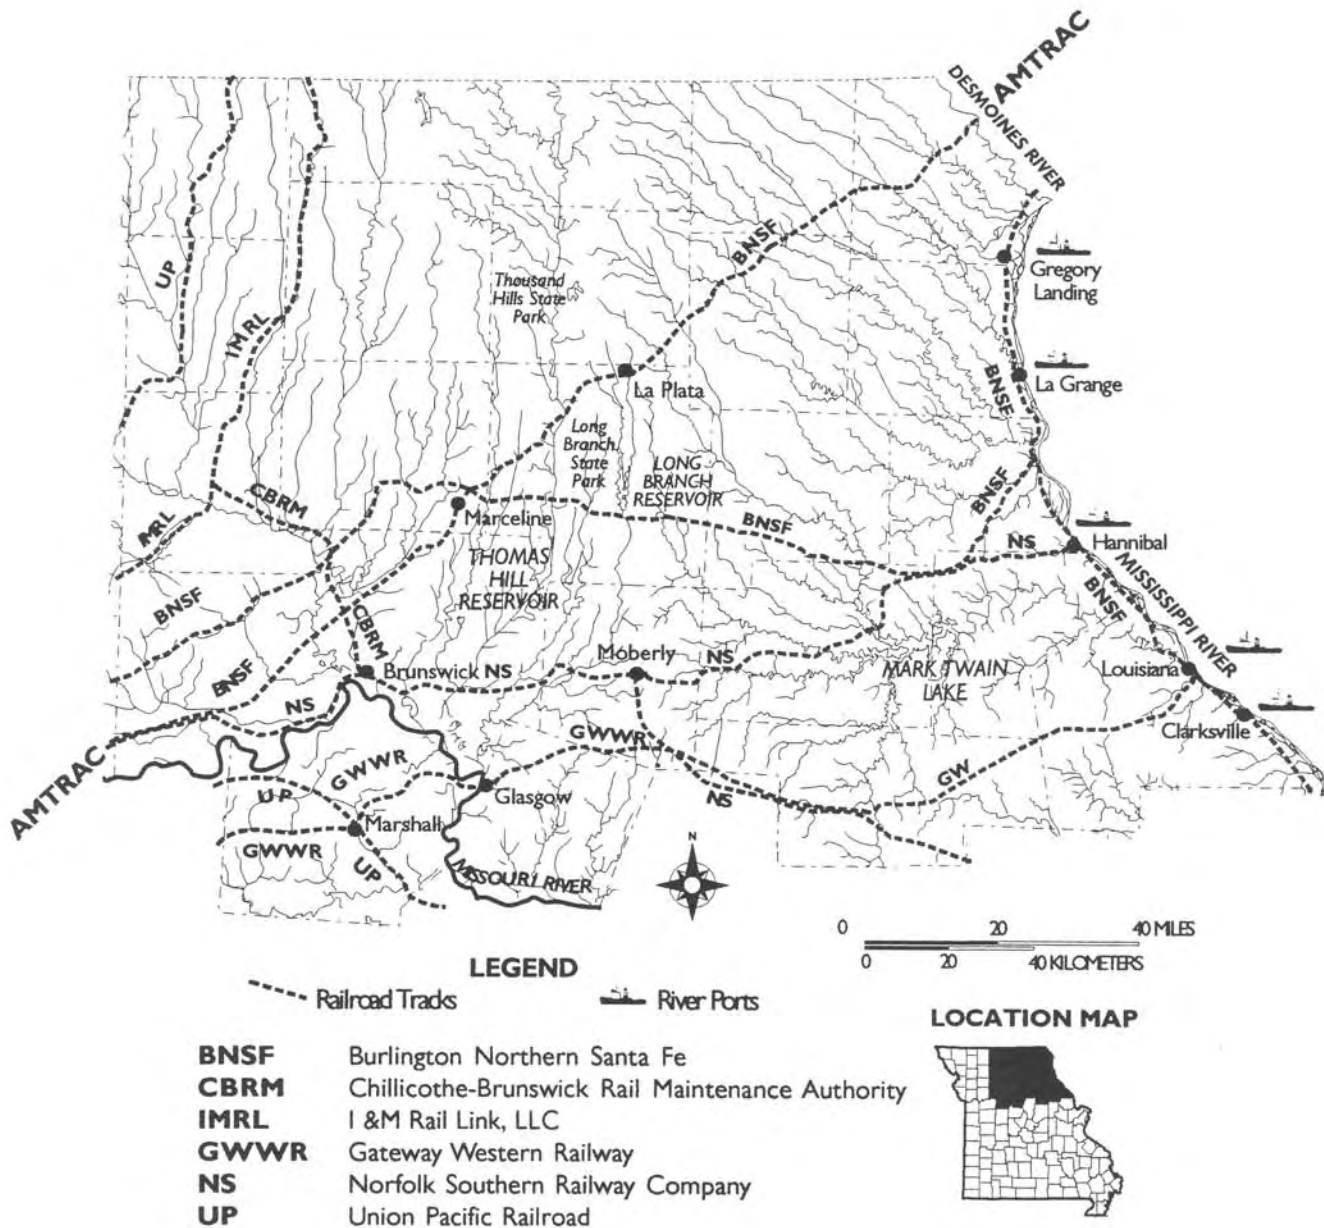 AMTRAC
DESMOINES RIVER
BNSF
UP
Thousand
Hills State
Park
BNSF
Gregory
Landing
IMRL
La Plata
BNSF
La Grange
Long
Branch
State
Park
LONG
BRANCH
RESERVOIR
CBRM
BNSF
MRL
Marceline
BNSF
NS
Hannibal
THOMAS
HILL
RESERVOIR
MISSISSIPPI RIVER
BNSF
BNSF
CBRM
BNSF
Brunswick
NS
Moberly
NS
MARK TWAIN
LAKE
Louisiana
NS
Clarksville
GWWR
AMTRAC
GWWR
UP
Glasgow
NS
GW
Marshall
GWWR
UP
MISSOURI RIVER
N
0 20 40 MILES
0 20 40 KILOMETERS
LEGEND
Railroad Tracks
River Ports
LOCATION MAP
BNSF Burlington Northern Santa Fe
CBRM Chillicothe-Brunswick Rail Maintenance Authority
IMRL I &M Rail Link, LLC
GWWR Gateway Western Railway
NS Norfolk Southern Railway Company
UP Union Pacific Railroad